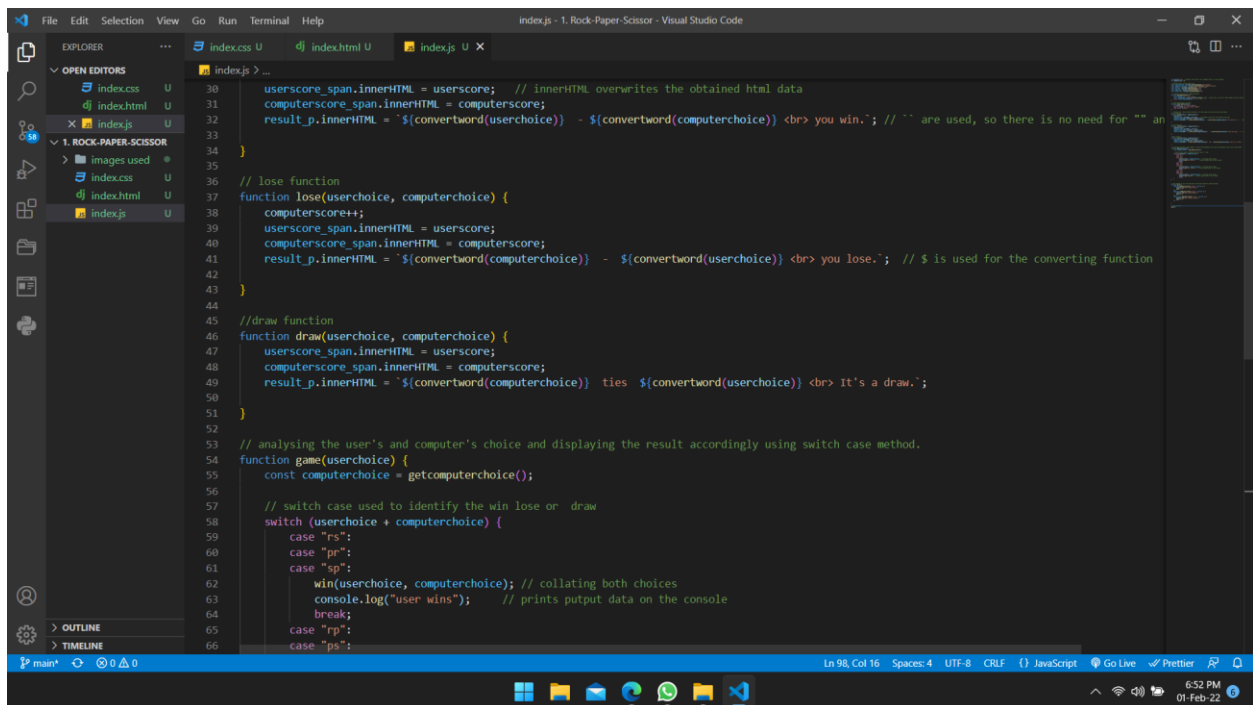 File Edit Selection View Go Run Terminal Help index.js - 1. Rock-Paper-Scissor - Visual Studio Code
EXPLORER
OPEN EDITORS
index.css U
index.html U
index.js U
1. ROCK-PAPER-SCISSOR
images used
index.css U
index.html U
index.js U
OUTLINE
TIMELINE
58
index.css U index.html U index.js U
index.js > ...
30 userscore_span.innerHTML = userscore; // innerHTML overwrites the obtained html data
31 computerscore_span.innerHTML = computerscore;
32 result_p.innerHTML = `${convertword(userchoice)} - ${convertword(computerchoice)} <br> you win.`; // `` are used, so there is no need for "" an
33
34 }
35
36 // lose function
37 function lose(userchoice, computerchoice) {
38 computerscore++;
39 userscore_span.innerHTML = userscore;
40 computerscore_span.innerHTML = computerscore;
41 result_p.innerHTML = `${convertword(computerchoice)} - ${convertword(userchoice)} <br> you lose.`; // $ is used for the converting function
42
43 }
44
45 //draw function
46 function draw(userchoice, computerchoice) {
47 userscore_span.innerHTML = userscore;
48 computerscore_span.innerHTML = computerscore;
49 result_p.innerHTML = `${convertword(computerchoice)} ties ${convertword(userchoice)} <br> It's a draw.`;
50
51 }
52
53 // analysing the user's and computer's choice and displaying the result accordingly using switch case method.
54 function game(userchoice) {
55 const computerchoice = getcomputerchoice();
56
57 // switch case used to identify the win lose or draw
58 switch (userchoice + computerchoice) {
59 case "rs":
60 case "pr":
61 case "sp":
62 win(userchoice, computerchoice); // collating both choices
63 console.log("user wins"); // prints putput data on the console
64 break;
65 case "rp":
66 case "ps":
main* 0 0 Ln 98, Col 16 Spaces: 4 UTF-8 CRLF {} JavaScript Go Live Prettier
6:52 PM
01-Feb-22 6